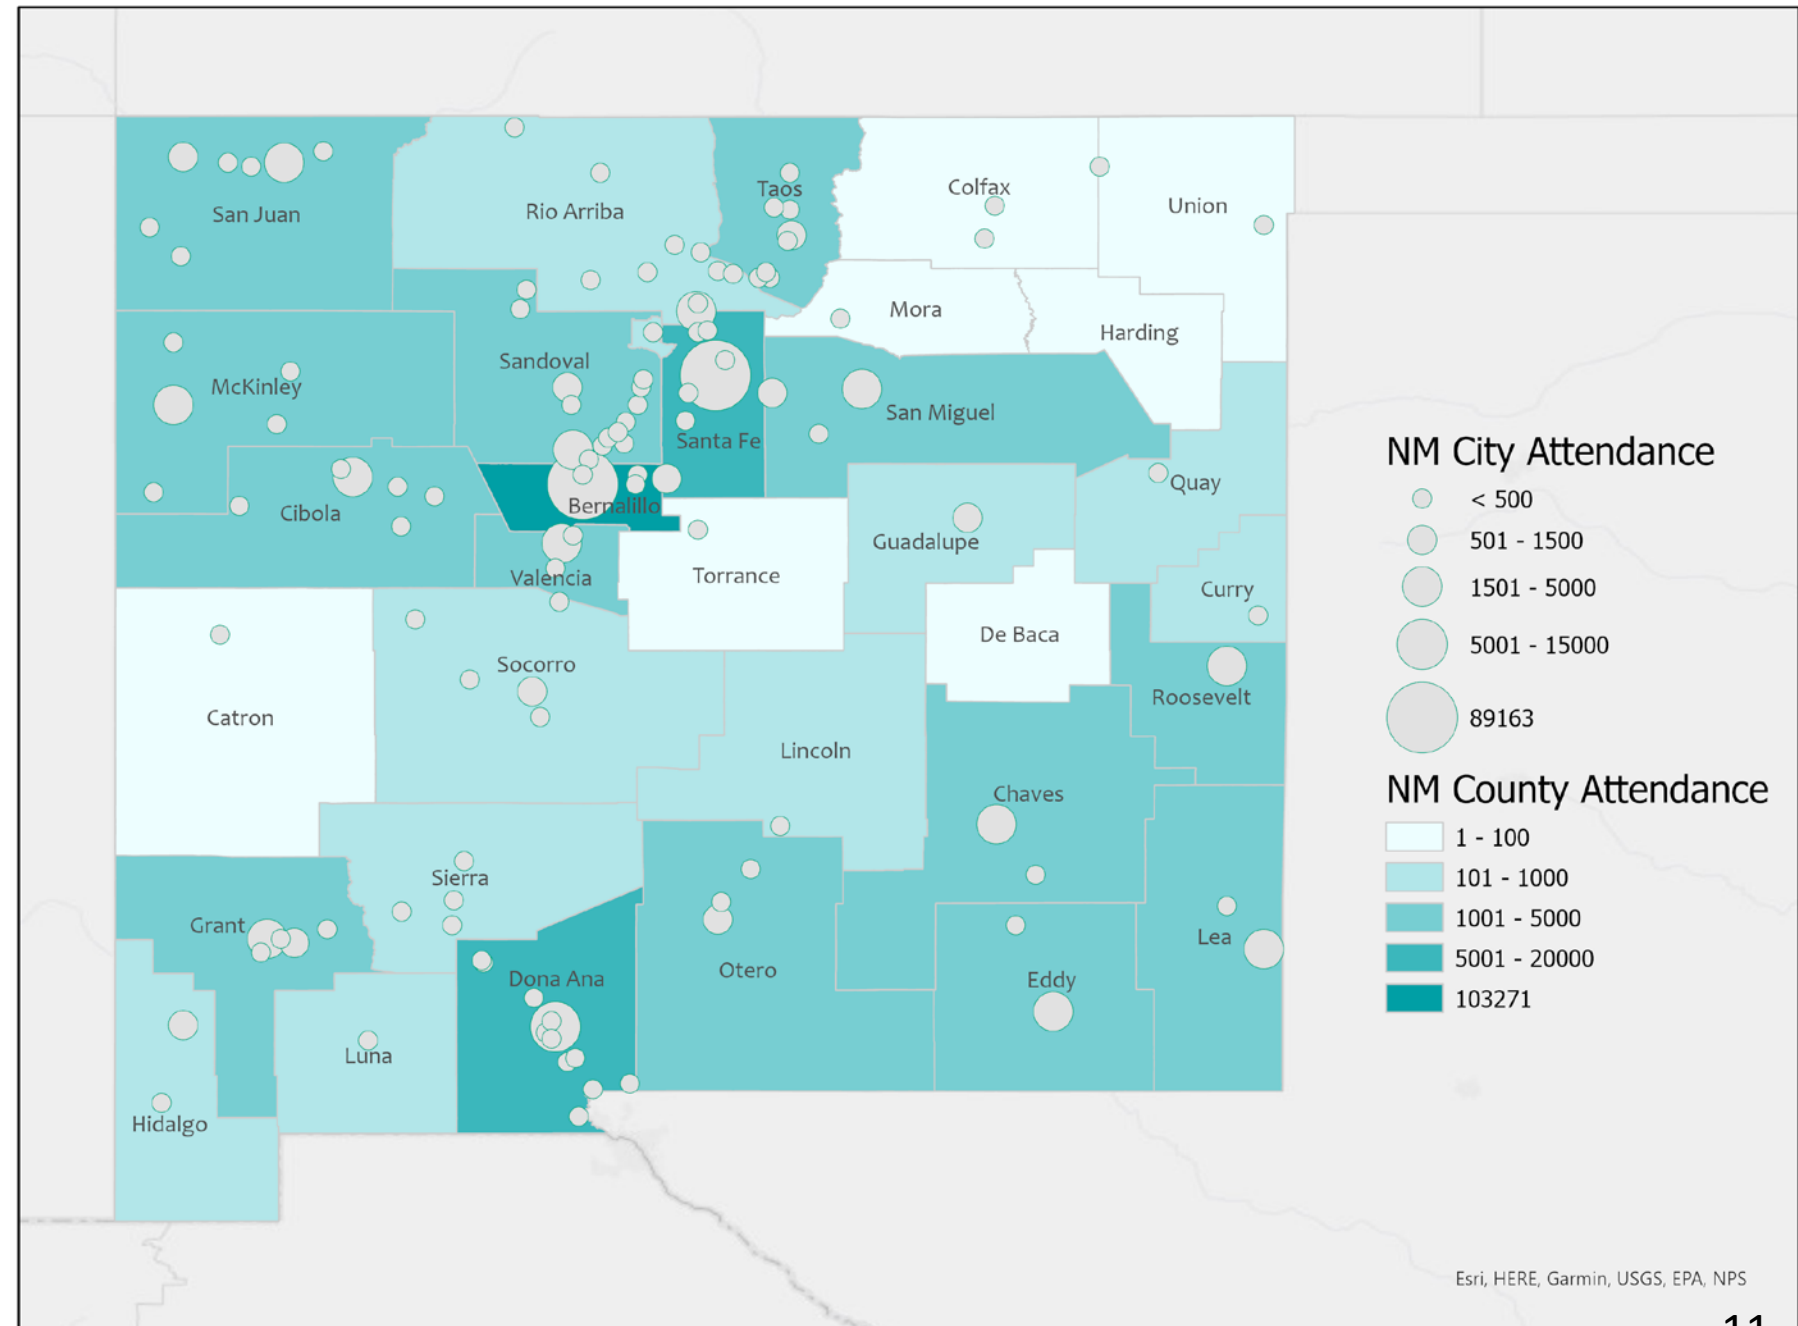 San Juan
Rio Arriba
Taos
Colfax
Union
Mora
Harding
McKinley
Sandoval
Santa Fe
San Miguel
Quay
Cibola
Bernalillo
Guadalupe
Valencia
Torrance
Curry
De Baca
Socorro
Roosevelt
Catron
Lincoln
Chaves
Sierra
Grant
Lea
Dona Ana
Otero
Eddy
Luna
Hidalgo
NM City Attendance
< 500
501 - 1500
1501 - 5000
5001 - 15000
89163
NM County Attendance
1 - 100
101 - 1000
1001 - 5000
5001 - 20000
103271
Esri, HERE, Garmin, USGS, EPA, NPS
11